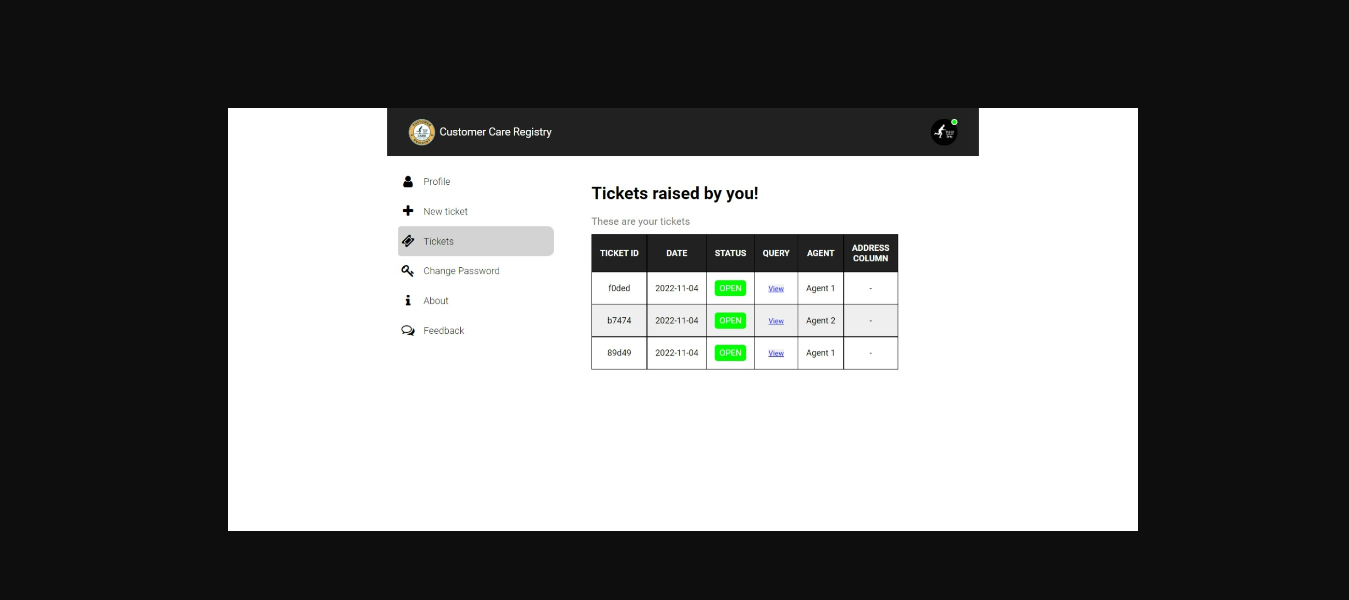 Customer Care Registry
Profile
New ticket
Tickets
Change Password
About
Feedback
Tickets raised by you!
These are your tickets
TICKET ID DATE STATUS QUERY AGENT ADDRESS COLUMN
f0ded 2022-11-04 OPEN View Agent 1 -
b7474 2022-11-04 OPEN View Agent 2 -
89d49 2022-11-04 OPEN View Agent 1 -